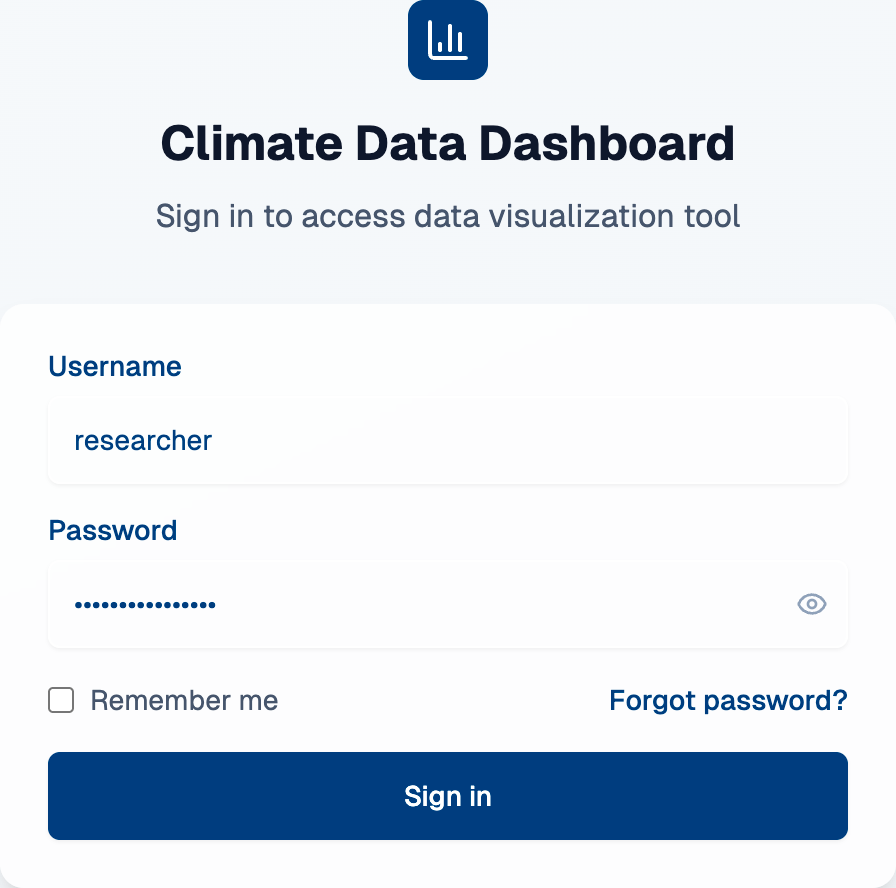 Climate Data Dashboard
Sign in to access data visualization tool
Username
researcher
Password
••••••••••••••••
Remember me
Forgot password?
Sign in